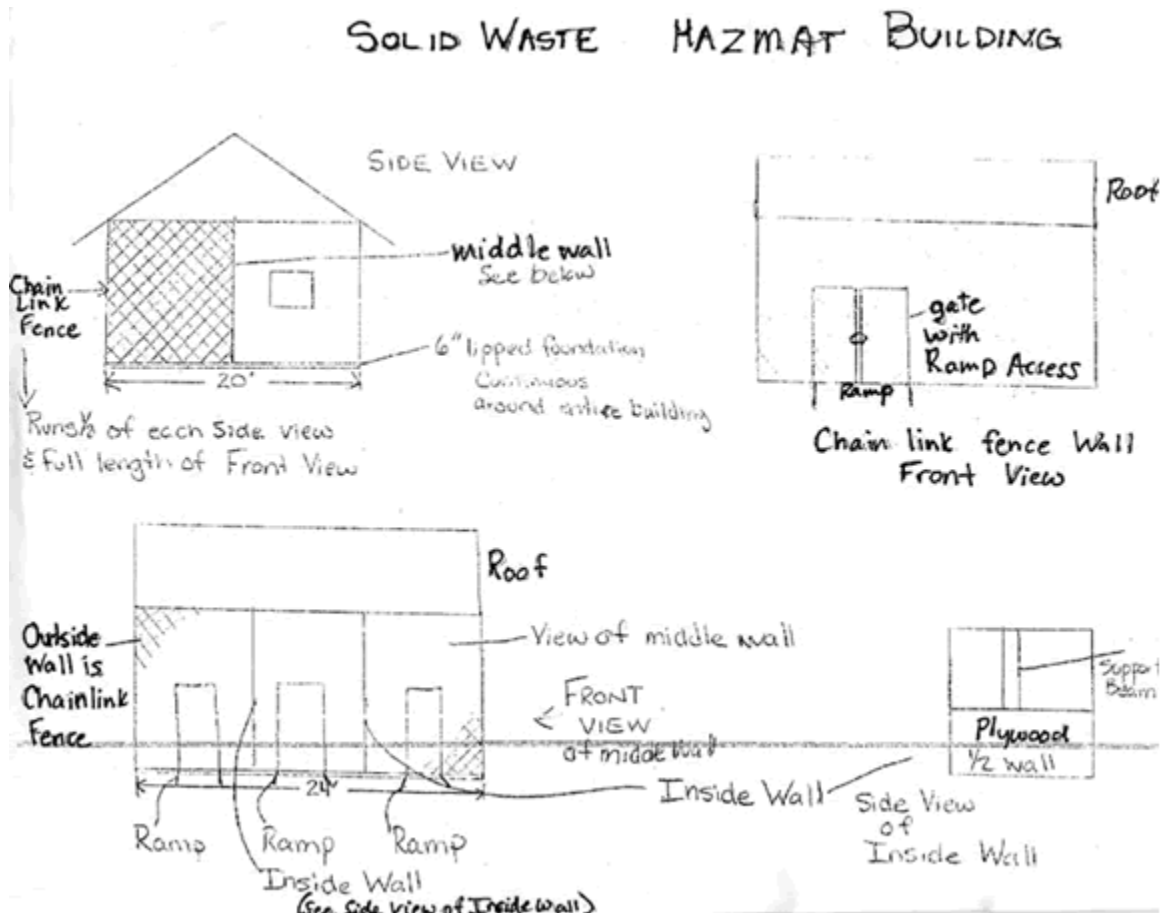 SOLID WASTE HAZMAT BUILDING
SIDE VIEW
middle wall
See below
Chain
Link
Fence
6" lipped foundation
Continuous
around entire building
20'
Runs 1/2 of each Side view
& Full length of Front View
Roof
gate
with
Ramp Access
Ramp
Chain link fence Wall
Front View
Roof
Outside
Wall is
Chainlink
Fence
View of middle wall
FRONT
VIEW
of middle Wall
24'
Ramp
Ramp
Ramp
Inside Wall
(See Side View of Inside wall)
Inside Wall
Support
Beam
Plywood
1/2 wall
Side View
of
Inside Wall